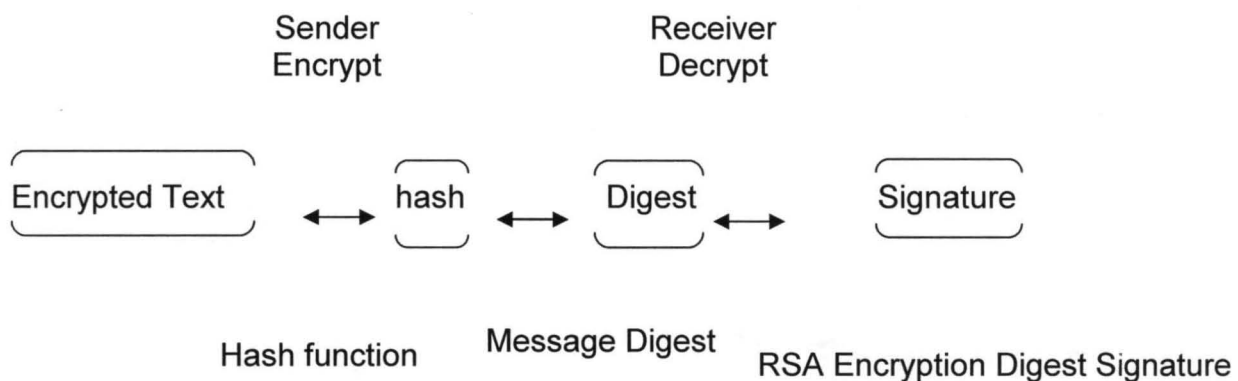 Sender
Encrypt
Receiver
Decrypt
Encrypted Text
hash
Digest
Signature
Hash function
Message Digest
RSA Encryption Digest Signature